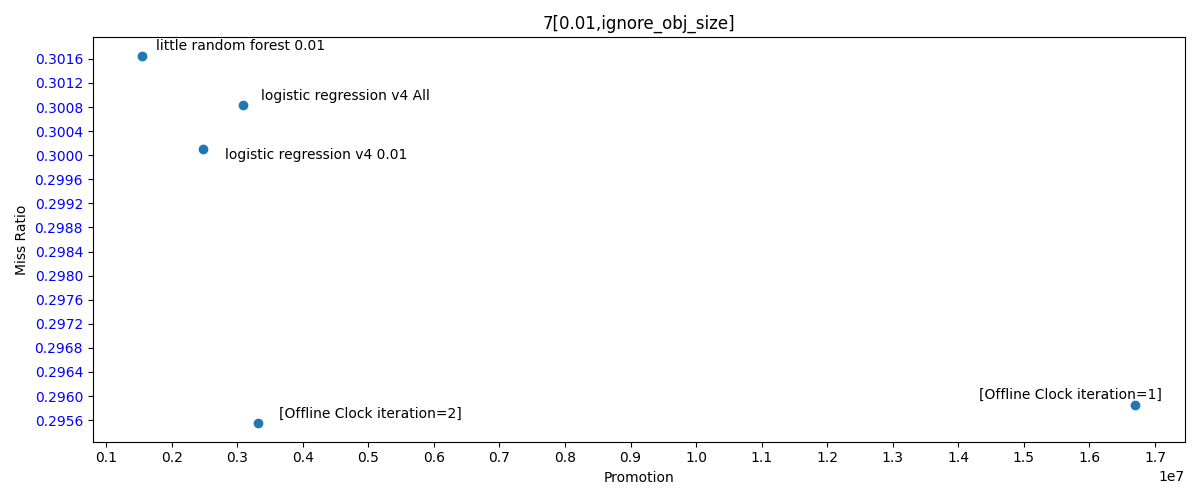 7[0.01,ignore_obj_size]
little random forest 0.01
logistic regression v4 All
logistic regression v4 0.01
[Offline Clock iteration=2]
[Offline Clock iteration=1]
Miss Ratio
0.3016
0.3012
0.3008
0.3004
0.3000
0.2996
0.2992
0.2988
0.2984
0.2980
0.2976
0.2972
0.2968
0.2964
0.2960
0.2956
0.1 0.2 0.3 0.4 0.5 0.6 0.7 0.8 0.9 1.0 1.1 1.2 1.3 1.4 1.5 1.6 1.7
1e7
Promotion